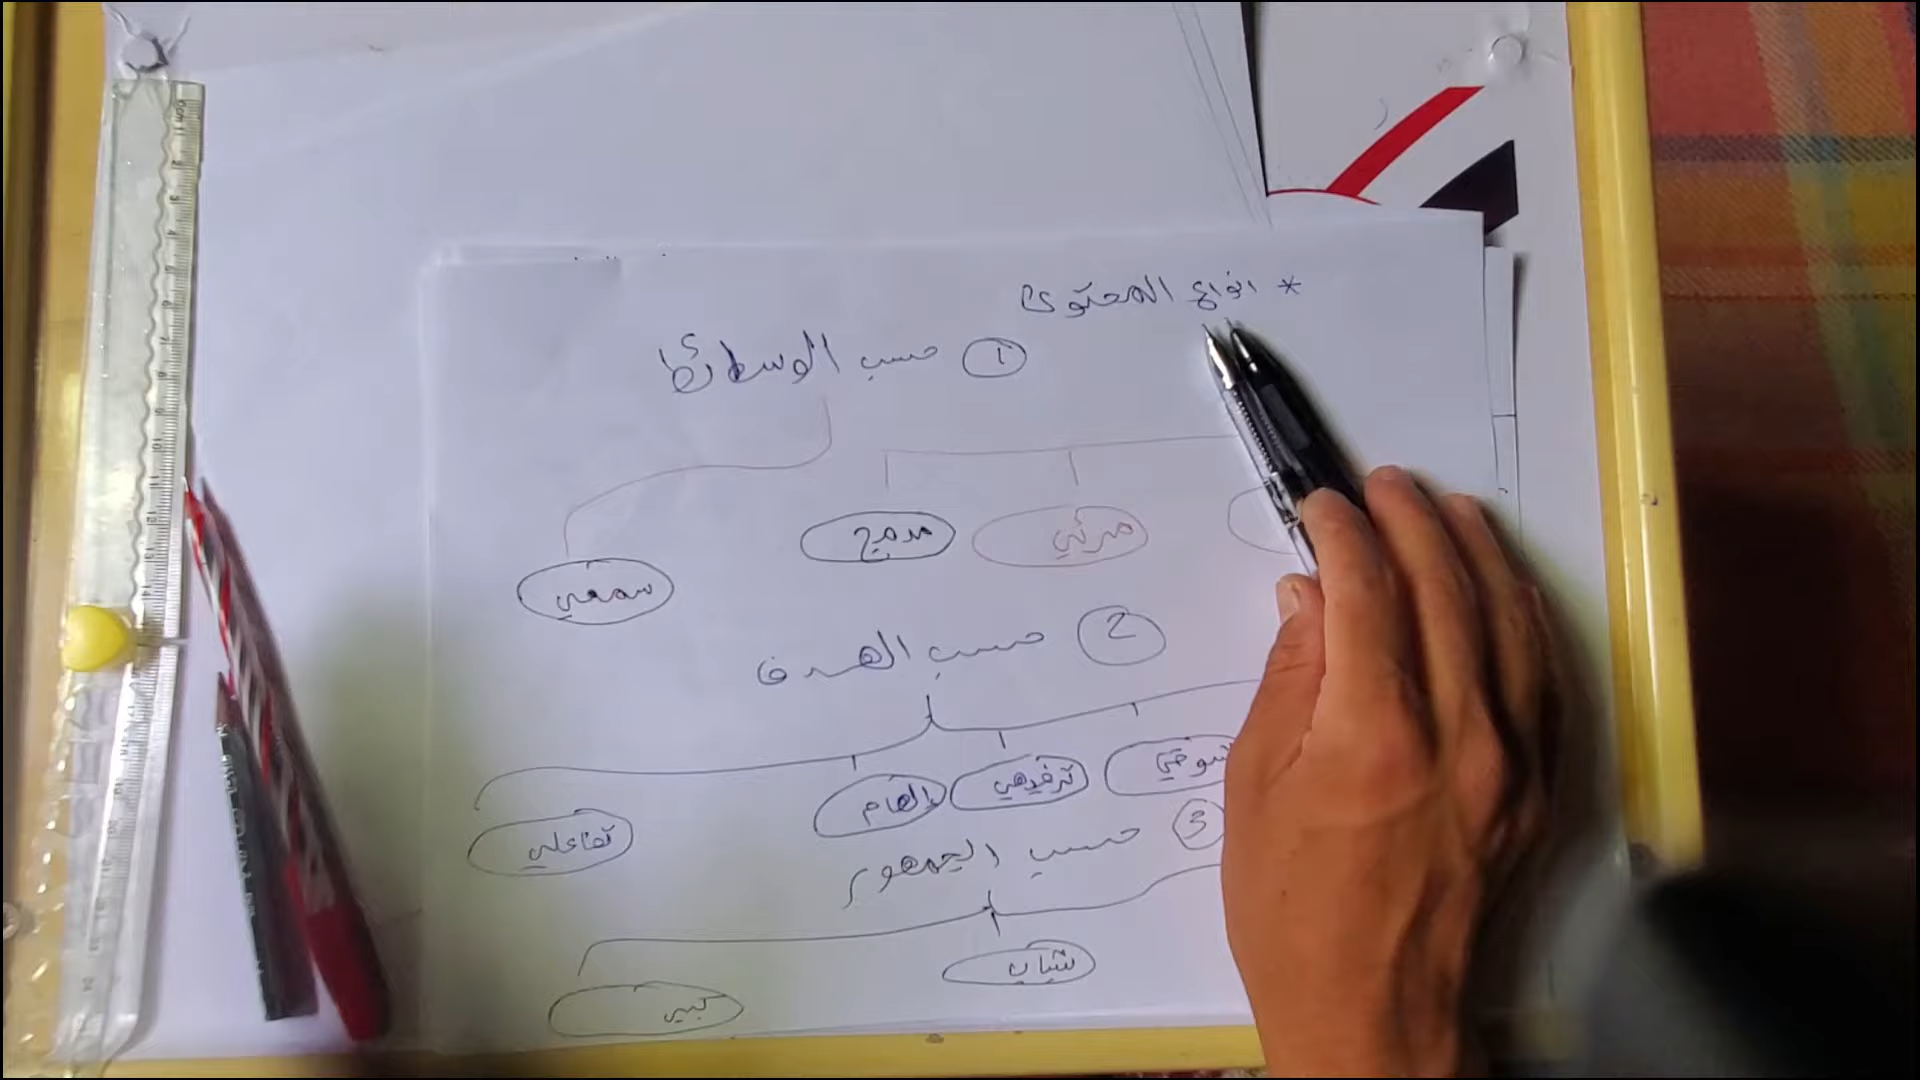 * انواع المحتوى
1 حسب الوسائط
مرئي
مدمج
سمعي
2 حسب الهدف
ترفيهي
إلهام
تفاعلي
3 حسب الجمهور
شباب
كبير